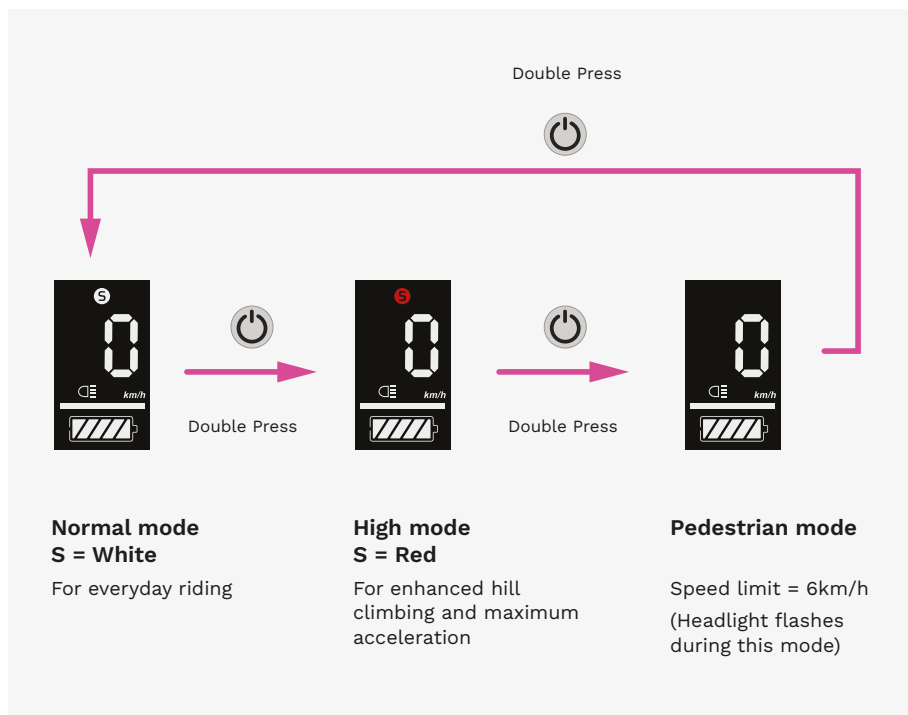 Double Press
S
0
km/h
Double Press
S
0
km/h
Double Press
0
km/h
Normal mode
S = White
For everyday riding
High mode
S = Red
For enhanced hill
climbing and maximum
acceleration
Pedestrian mode
Speed limit = 6km/h
(Headlight flashes
during this mode)